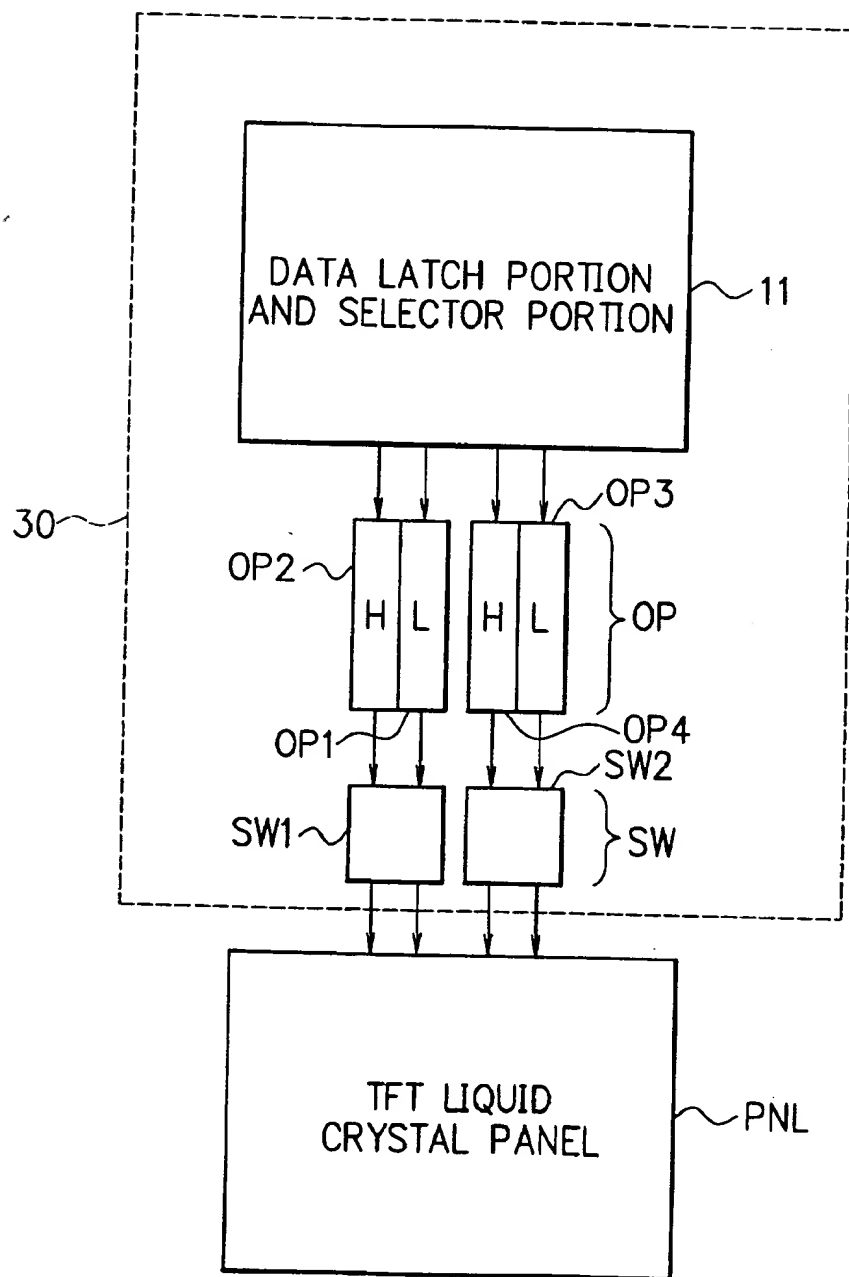 DATA LATCH PORTION
AND SELECTOR PORTION
11
30
OP3
OP2
H L H L
OP
OP1
OP4
SW2
SW1
SW
TFT LIQUID
CRYSTAL PANEL
PNL